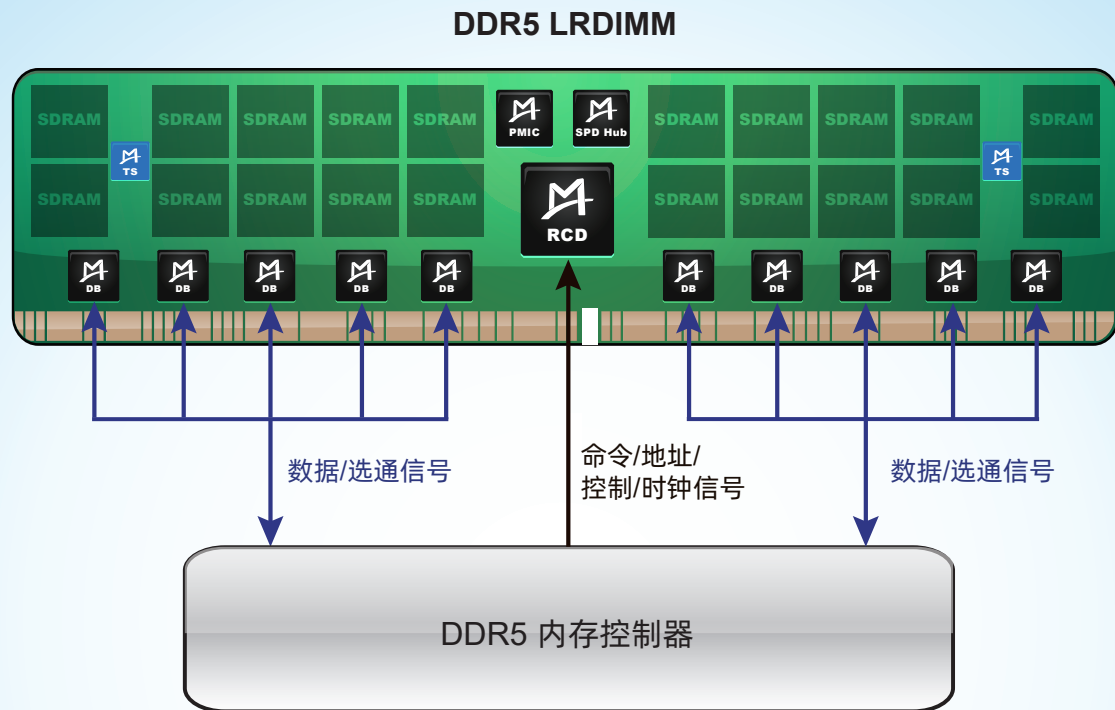 DDR5 LRDIMM
SDRAM SDRAM SDRAM SDRAM SDRAM PMIC SPD Hub SDRAM SDRAM SDRAM SDRAM SDRAM
TS TS
SDRAM SDRAM SDRAM SDRAM SDRAM RCD SDRAM SDRAM SDRAM SDRAM SDRAM
DB DB DB DB DB DB DB DB DB DB
数据/选通信号
命令/地址/
控制/时钟信号
数据/选通信号
DDR5 内存控制器